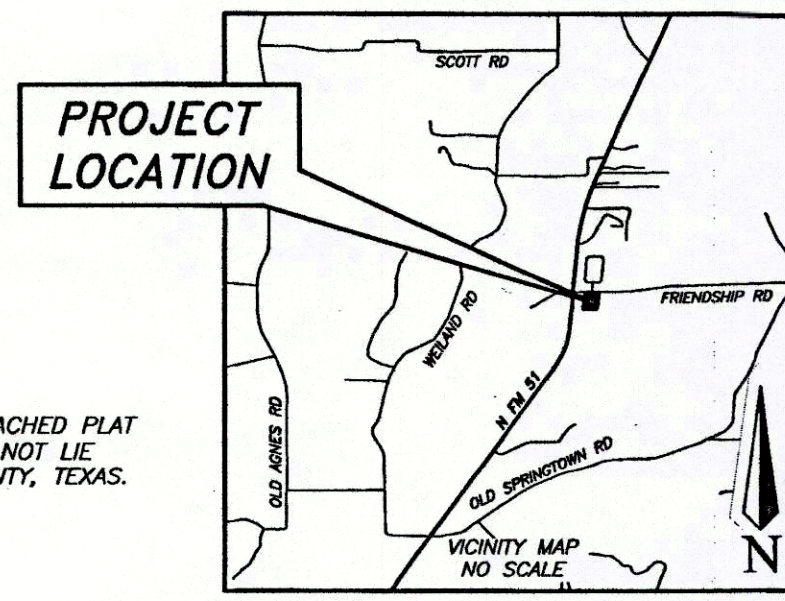 SCOTT RD
PROJECT
LOCATION
FRIENDSHIP RD
WEILAND RD
N FM 51
OLD AGNES RD
OLD SPRINGTOWN RD
ACHED PLAT
NOT LIE
NTY, TEXAS.
VICINITY MAP
NO SCALE
N